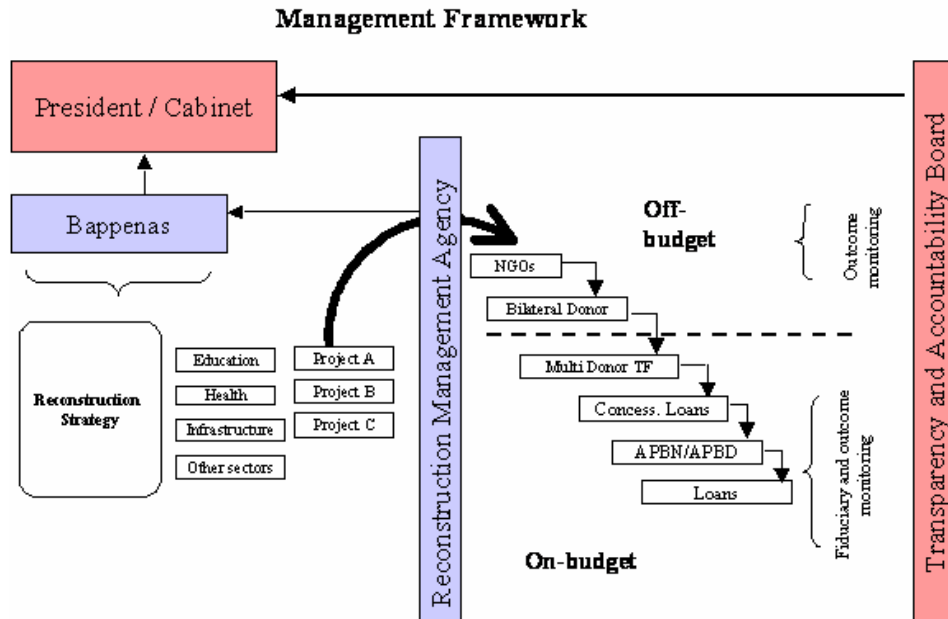 Management Framework
President / Cabinet
Bappenas
Reconstruction
Strategy
Education
Health
Infrastructure
Other sectors
Project A
Project B
Project C
Reconstruction Management Agency
Off-
budget
NGOs
Bilateral Donor
Multi Donor TF
Concess. Loans
APBN/APBD
Loans
On-budget
Outcome
monitoring
Fiduciary and outcome
monitoring
Transparency and Accountability Board